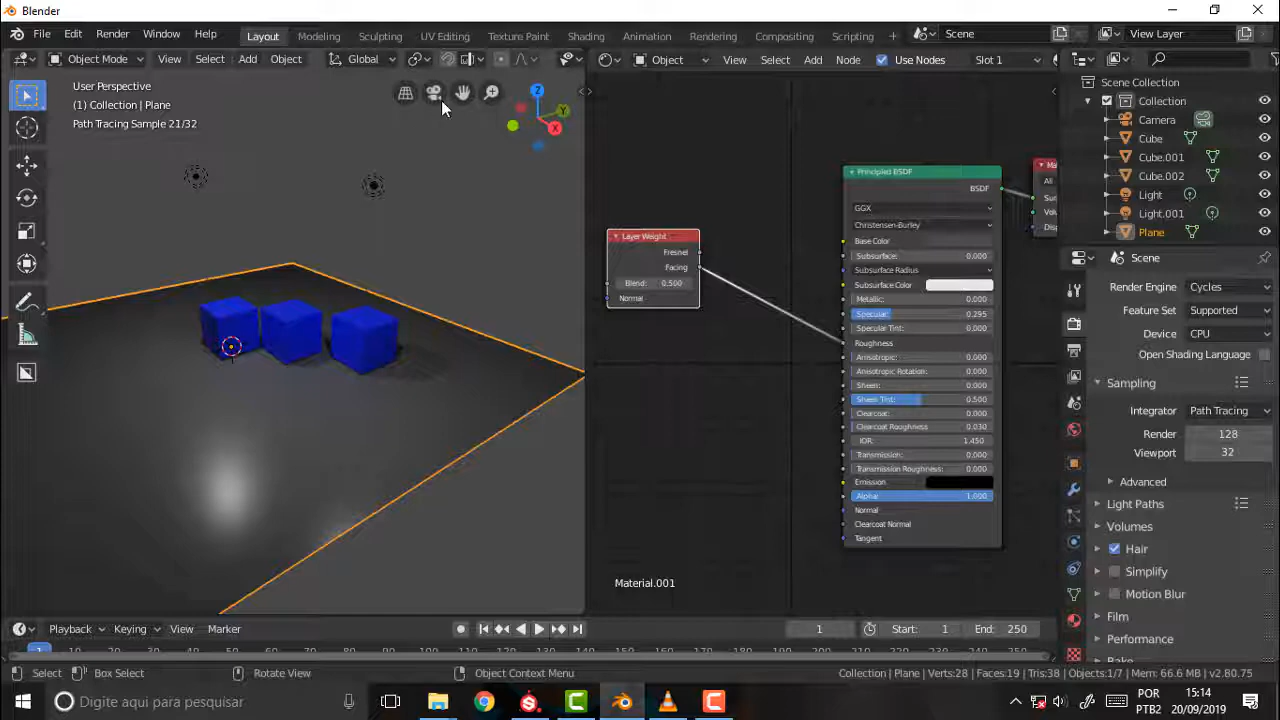 Blender
File Edit Render Window Help Layout Modeling Sculpting UV Editing Texture Paint Shading Animation Rendering Compositing Scripting + Scene View Layer
Object Mode View Select Add Object Global Object View Select Add Node Use Nodes Slot 1
User Perspective
(1) Collection | Plane
Path Tracing Sample 21/32
Z
Y
X
Layer Weight
Fresnel
Facing
Blend: 0.500
Normal
Principled BSDF
BSDF
GGX
Christensen-Burley
Base Color
Subsurface: 0.000
Subsurface Radius
Subsurface Color
Metallic: 0.000
Specular: 0.295
Specular Tint: 0.000
Roughness
Anisotropic: 0.000
Anisotropic Rotation: 0.000
Sheen: 0.000
Sheen Tint: 0.500
Clearcoat: 0.000
Clearcoat Roughness 0.030
IOR: 1.450
Transmission: 0.000
Transmission Roughness: 0.000
Emission
Alpha: 1.000
Normal
Clearcoat Normal
Tangent
All
Material.001
Scene Collection
Collection
Camera
Cube
Cube.001
Cube.002
Light
Light.001
Plane
Scene
Render Engine Cycles
Feature Set Supported
Device CPU
Open Shading Language
Sampling
Integrator Path Tracing
Render 128
Viewport 32
Advanced
Light Paths
Volumes
Hair
Simplify
Motion Blur
Film
Performance
Playback Keying View Marker 1 Start: 1 End: 250
Select Box Select Rotate View Object Context Menu Collection | Plane | Verts:28 | Faces:19 | Tris:38 | Objects:1/7 | Mem: 66.6 MB | v2.80.75
Digite aqui para pesquisar
POR
PTB2
15:14
20/09/2019